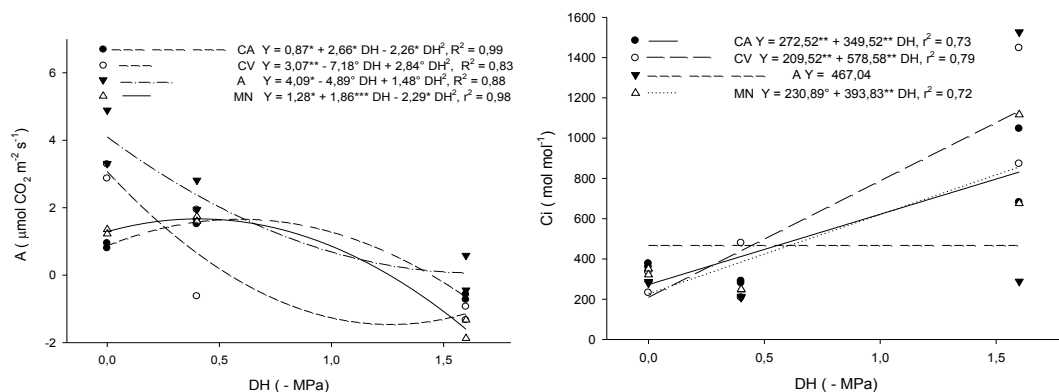 CA Y = 0,87* + 2,66* DH - 2,26* DH², R² = 0,99
CV Y = 3,07** - 7,18° DH + 2,84° DH², R² = 0,83
A Y = 4,09* - 4,89° DH + 1,48° DH², R² = 0,88
MN Y = 1,28* + 1,86*** DH - 2,29* DH², r² = 0,98
A ( μmol CO₂ m⁻² s⁻¹)
6
4
2
0
-2
0,0
0,5
1,0
1,5
DH ( - MPa)
CA Y = 272,52** + 349,52** DH, r² = 0,73
CV Y = 209,52** + 578,58** DH, r² = 0,79
A Y = 467,04
MN Y = 230,89° + 393,83** DH, r² = 0,72
Ci ( mol mol⁻¹)
1600
1400
1200
1000
800
600
400
200
0
0,0
0,5
1,0
1,5
DH ( - MPa)